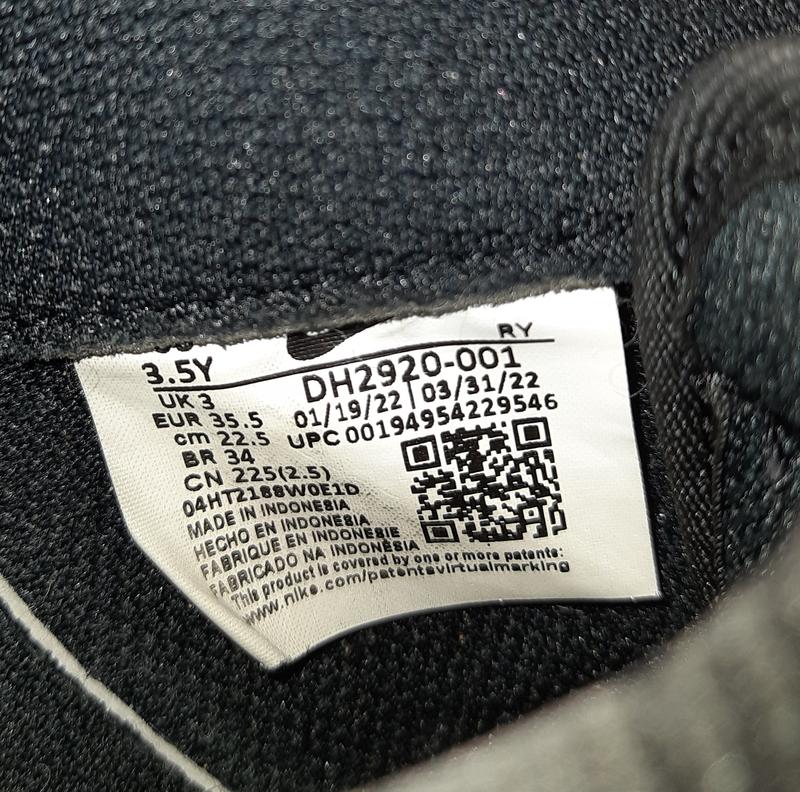 RY
3.5Y
DH2920-001
UK 3
01/19/22 03/31/22
EUR 35.5
UPC 00194954229546
cm 22.5
BR 34
CN 225(2.5)
04HT2188W0E1D
MADE IN INDONESIA
HECHO EN INDONESIA
FABRIQUE EN INDONESIE
FABRICADO NA INDONÉSIA
This product is covered by one or more patents:
www.nike.com/patentsvirtualmarking